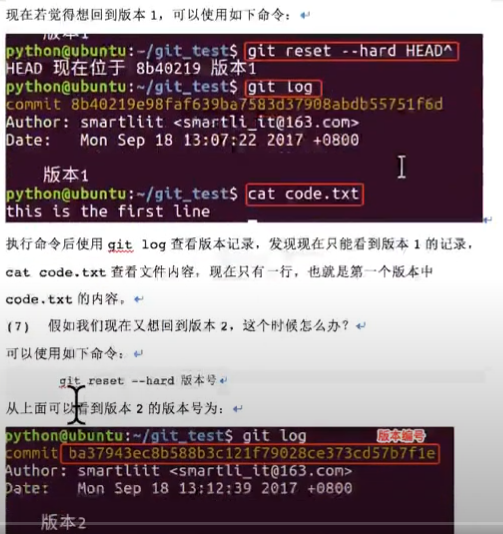 现在若觉得想回到版本 1，可以使用如下命令：
版本1
python@ubuntu:~/git_test$ git reset --hard HEAD^
HEAD 现在位于 8b40219 版本1
python@ubuntu:~/git_test$ git log
commit 8b40219e98faf639ba7583d37908abdb55751f6d
Author: smartliit <smartli_it@163.com>
Date: Mon Sep 18 13:07:22 2017 +0800
版本1
python@ubuntu:~/git_test$ cat code.txt
this is the first line
执行命令后使用 git log 查看版本记录，发现现在只能看到版本 1 的记录，
cat code.txt 查看文件内容，现在只有一行，也就是第一个版本中
code.txt 的内容。
(7) 假如我们现在又想回到版本 2，这个时候怎么办？
可以使用如下命令：
git reset --hard 版本号
从上面可以看到版本 2 的版本号为：
python@ubuntu:~/git_test$ git log 版本编号
commit ba37943ec8b588b3c121f79028ce373cd57b7f1e
Author: smartliit <smartli_it@163.com>
Date: Mon Sep 18 13:12:39 2017 +0800
版本2